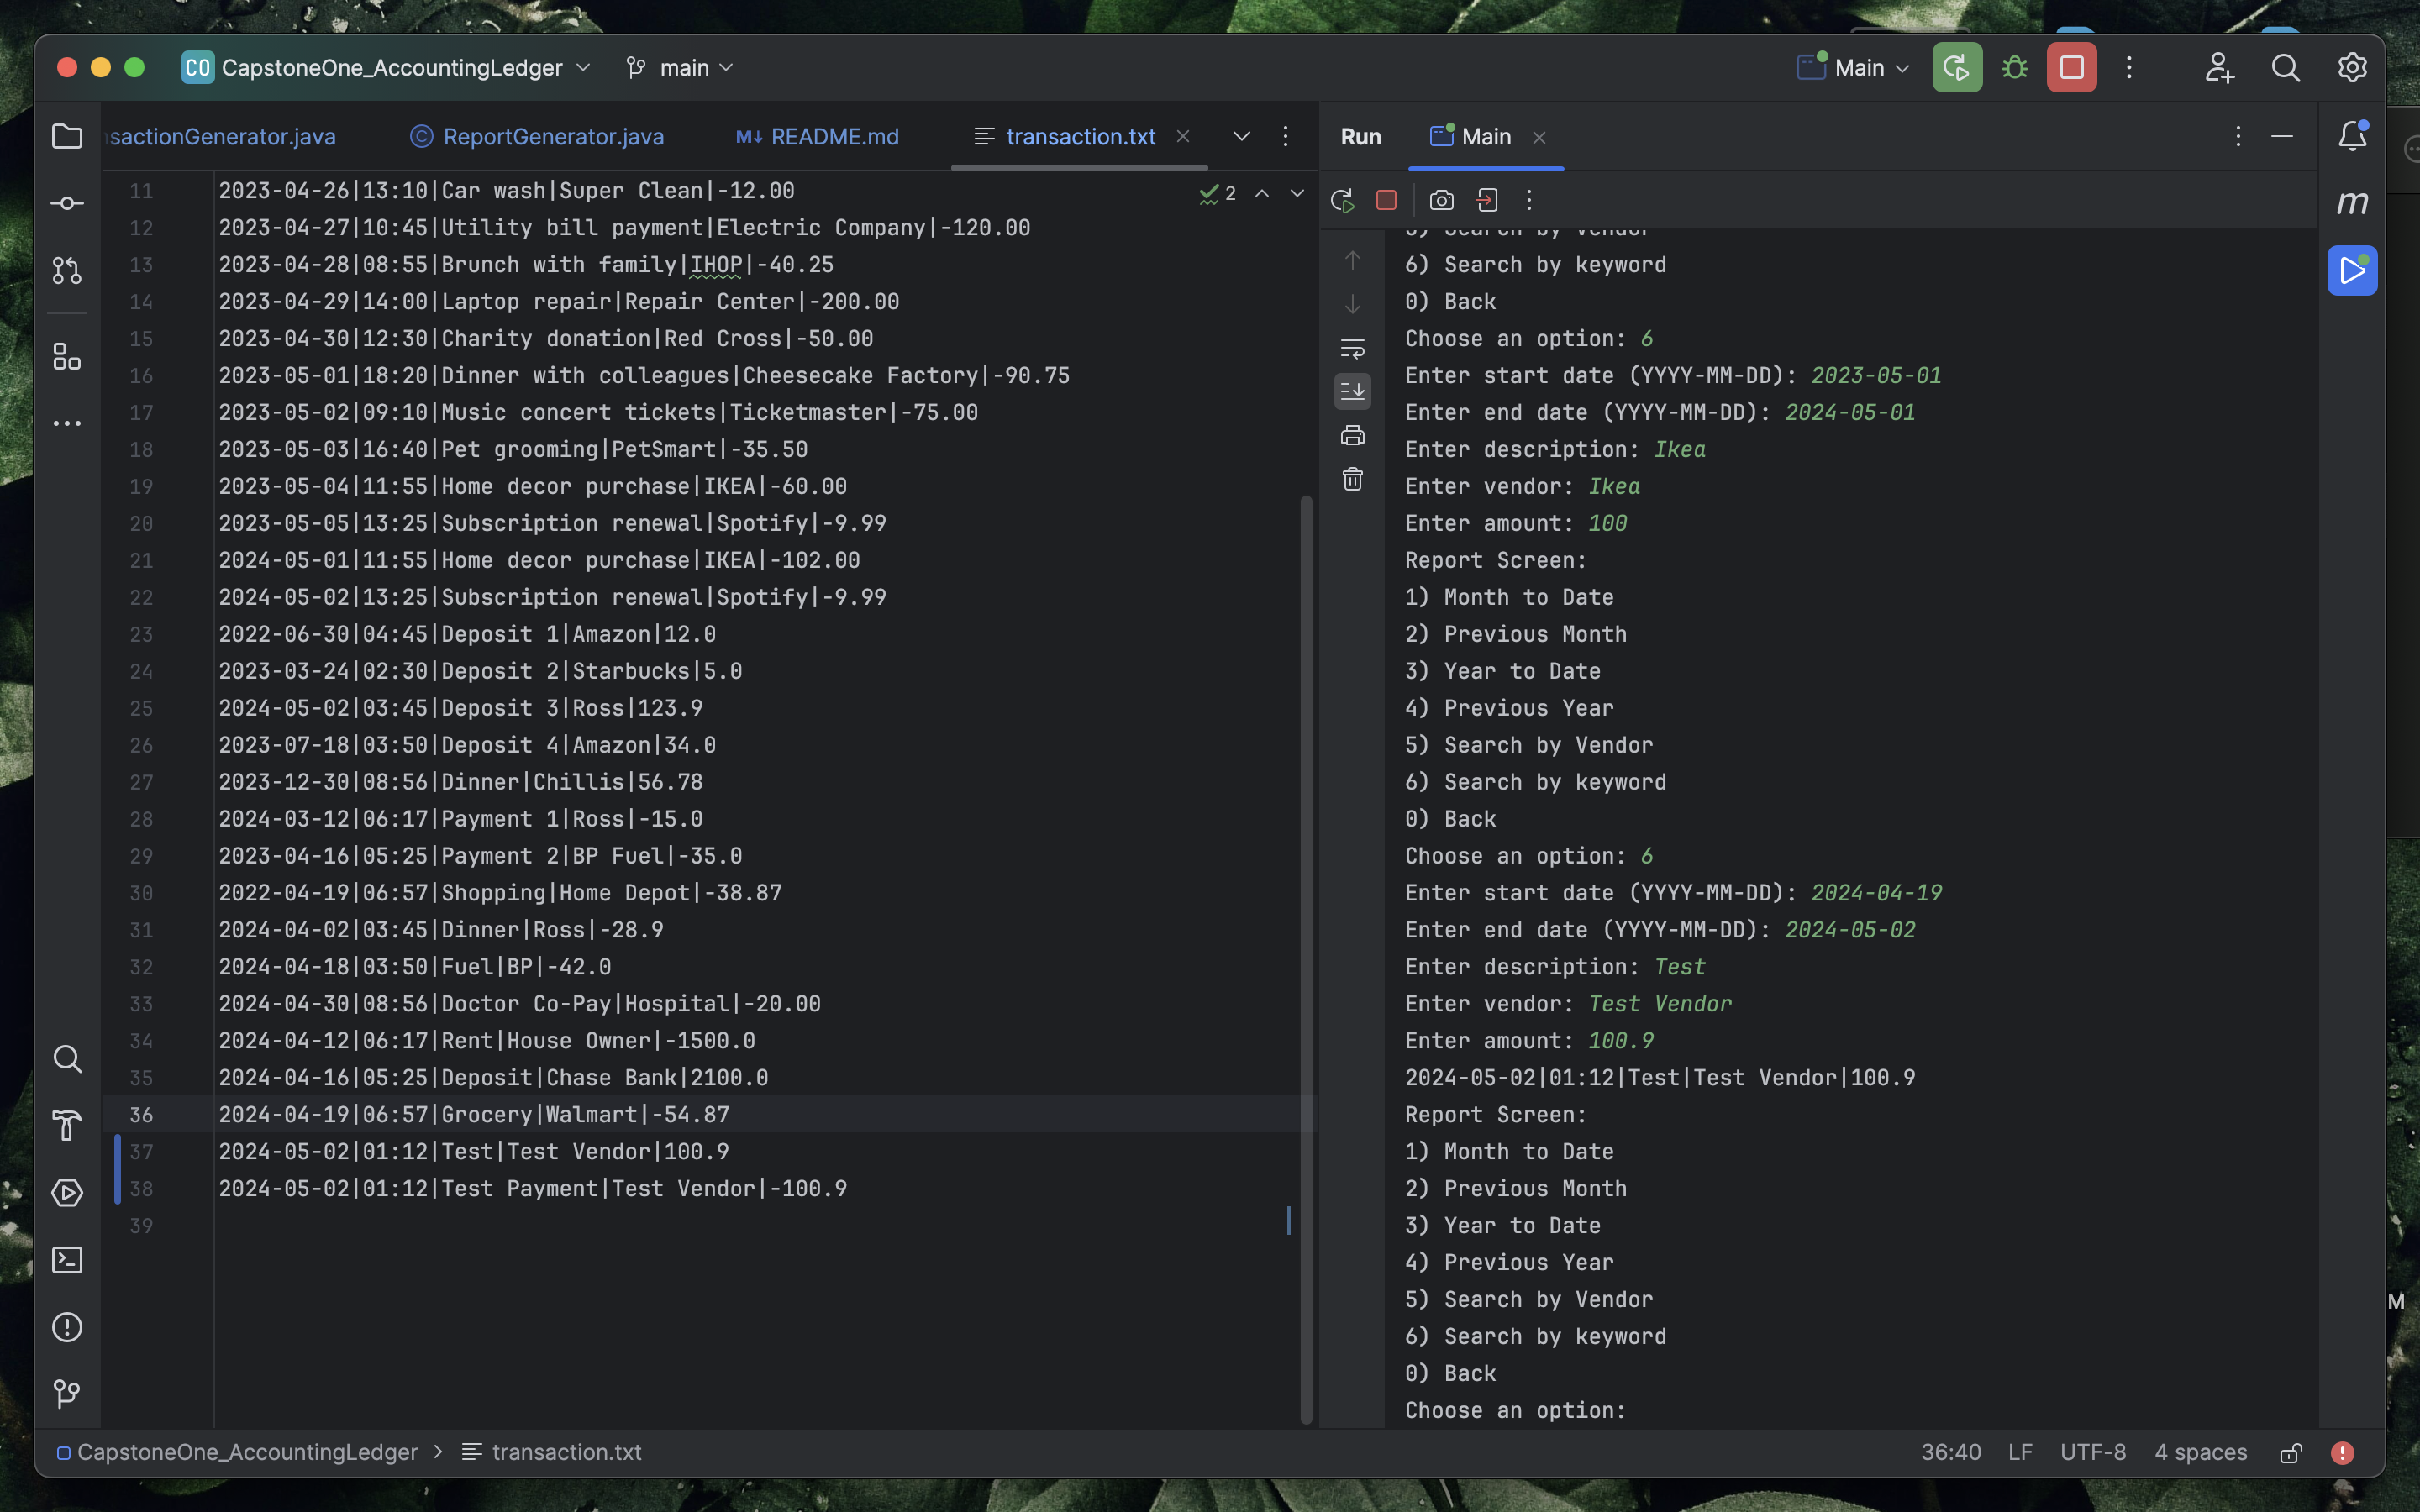 CO CapstoneOne_AccountingLedger main Main
sactionGenerator.java ReportGenerator.java README.md transaction.txt
11 2023-04-26|13:10|Car wash|Super Clean|-12.00
12 2023-04-27|10:45|Utility bill payment|Electric Company|-120.00
13 2023-04-28|08:55|Brunch with family|IHOP|-40.25
14 2023-04-29|14:00|Laptop repair|Repair Center|-200.00
15 2023-04-30|12:30|Charity donation|Red Cross|-50.00
16 2023-05-01|18:20|Dinner with colleagues|Cheesecake Factory|-90.75
17 2023-05-02|09:10|Music concert tickets|Ticketmaster|-75.00
18 2023-05-03|16:40|Pet grooming|PetSmart|-35.50
19 2023-05-04|11:55|Home decor purchase|IKEA|-60.00
20 2023-05-05|13:25|Subscription renewal|Spotify|-9.99
21 2024-05-01|11:55|Home decor purchase|IKEA|-102.00
22 2024-05-02|13:25|Subscription renewal|Spotify|-9.99
23 2022-06-30|04:45|Deposit 1|Amazon|12.0
24 2023-03-24|02:30|Deposit 2|Starbucks|5.0
25 2024-05-02|03:45|Deposit 3|Ross|123.9
26 2023-07-18|03:50|Deposit 4|Amazon|34.0
27 2023-12-30|08:56|Dinner|Chillis|56.78
28 2024-03-12|06:17|Payment 1|Ross|-15.0
29 2023-04-16|05:25|Payment 2|BP Fuel|-35.0
30 2022-04-19|06:57|Shopping|Home Depot|-38.87
31 2024-04-02|03:45|Dinner|Ross|-28.9
32 2024-04-18|03:50|Fuel|BP|-42.0
33 2024-04-30|08:56|Doctor Co-Pay|Hospital|-20.00
34 2024-04-12|06:17|Rent|House Owner|-1500.0
35 2024-04-16|05:25|Deposit|Chase Bank|2100.0
36 2024-04-19|06:57|Grocery|Walmart|-54.87
37 2024-05-02|01:12|Test|Test Vendor|100.9
38 2024-05-02|01:12|Test Payment|Test Vendor|-100.9
39
2
Run Main
m
5) Search by Vendor
6) Search by keyword
0) Back
Choose an option: 6
Enter start date (YYYY-MM-DD): 2023-05-01
Enter end date (YYYY-MM-DD): 2024-05-01
Enter description: Ikea
Enter vendor: Ikea
Enter amount: 100
Report Screen:
1) Month to Date
2) Previous Month
3) Year to Date
4) Previous Year
5) Search by Vendor
6) Search by keyword
0) Back
Choose an option: 6
Enter start date (YYYY-MM-DD): 2024-04-19
Enter end date (YYYY-MM-DD): 2024-05-02
Enter description: Test
Enter vendor: Test Vendor
Enter amount: 100.9
2024-05-02|01:12|Test|Test Vendor|100.9
Report Screen:
1) Month to Date
2) Previous Month
3) Year to Date
4) Previous Year
5) Search by Vendor
6) Search by keyword
0) Back
Choose an option:
M
CapstoneOne_AccountingLedger > transaction.txt
36:40 LF UTF-8 4 spaces